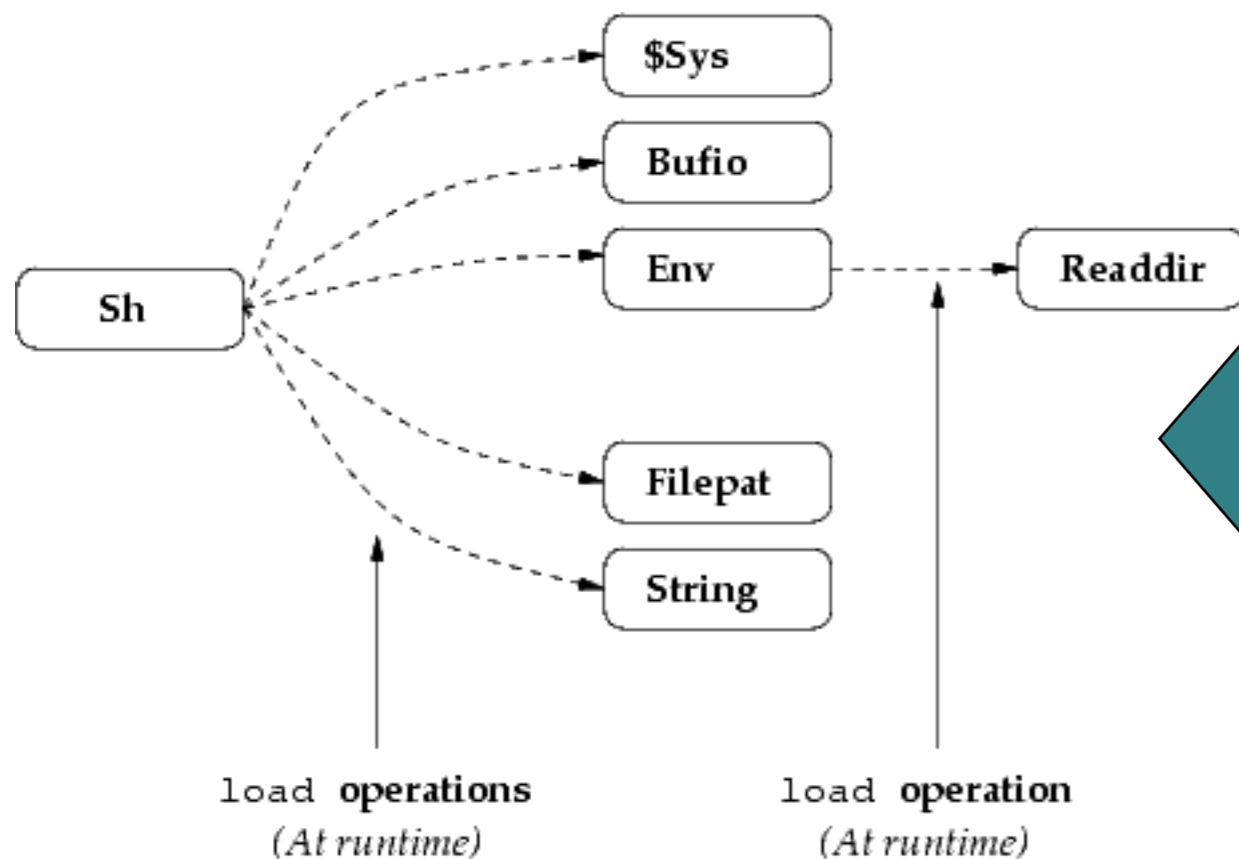 $Sys
Bufio
Env
Readdir
Sh
Filepat
String
load operations
(At runtime)
load operation
(At runtime)